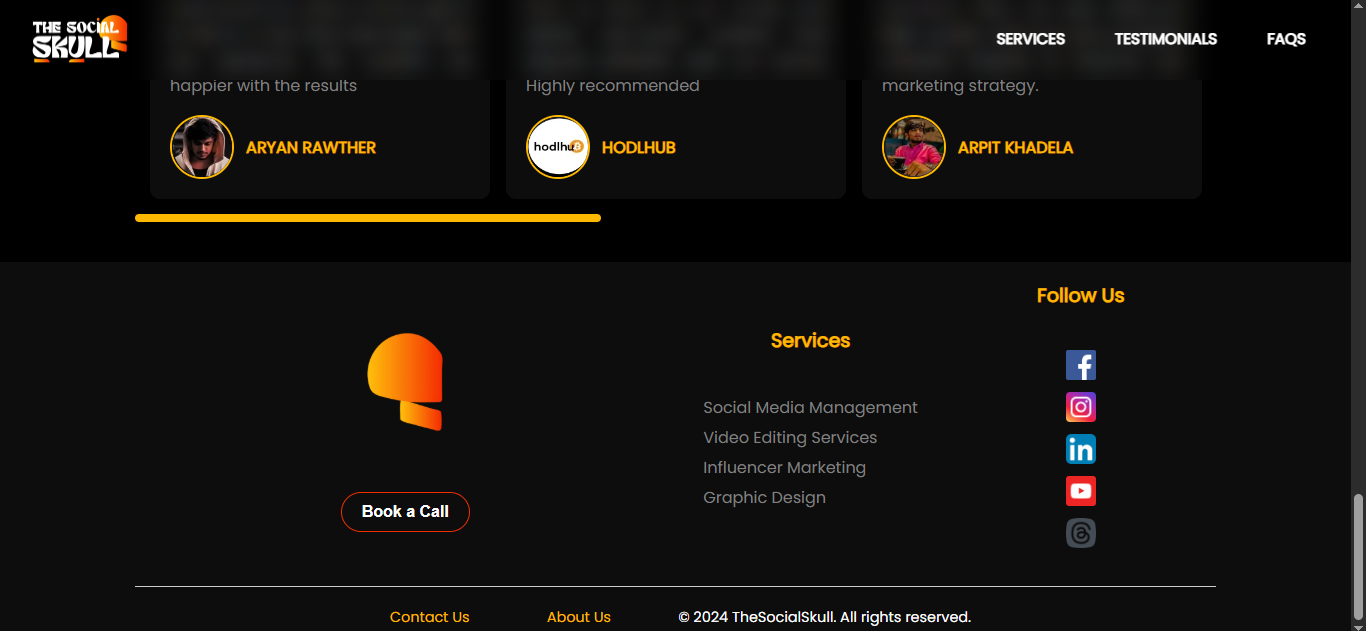 THE SOCIAL
SKULL
SERVICES
TESTIMONIALS
FAQS
happier with the results
Highly recommended
marketing strategy.
ARYAN RAWTHER
hodlhub
HODLHUB
ARPIT KHADELA
Follow Us
Services
Social Media Management
Video Editing Services
Influencer Marketing
Graphic Design
Book a Call
Contact Us
About Us
© 2024 TheSocialSkull. All rights reserved.